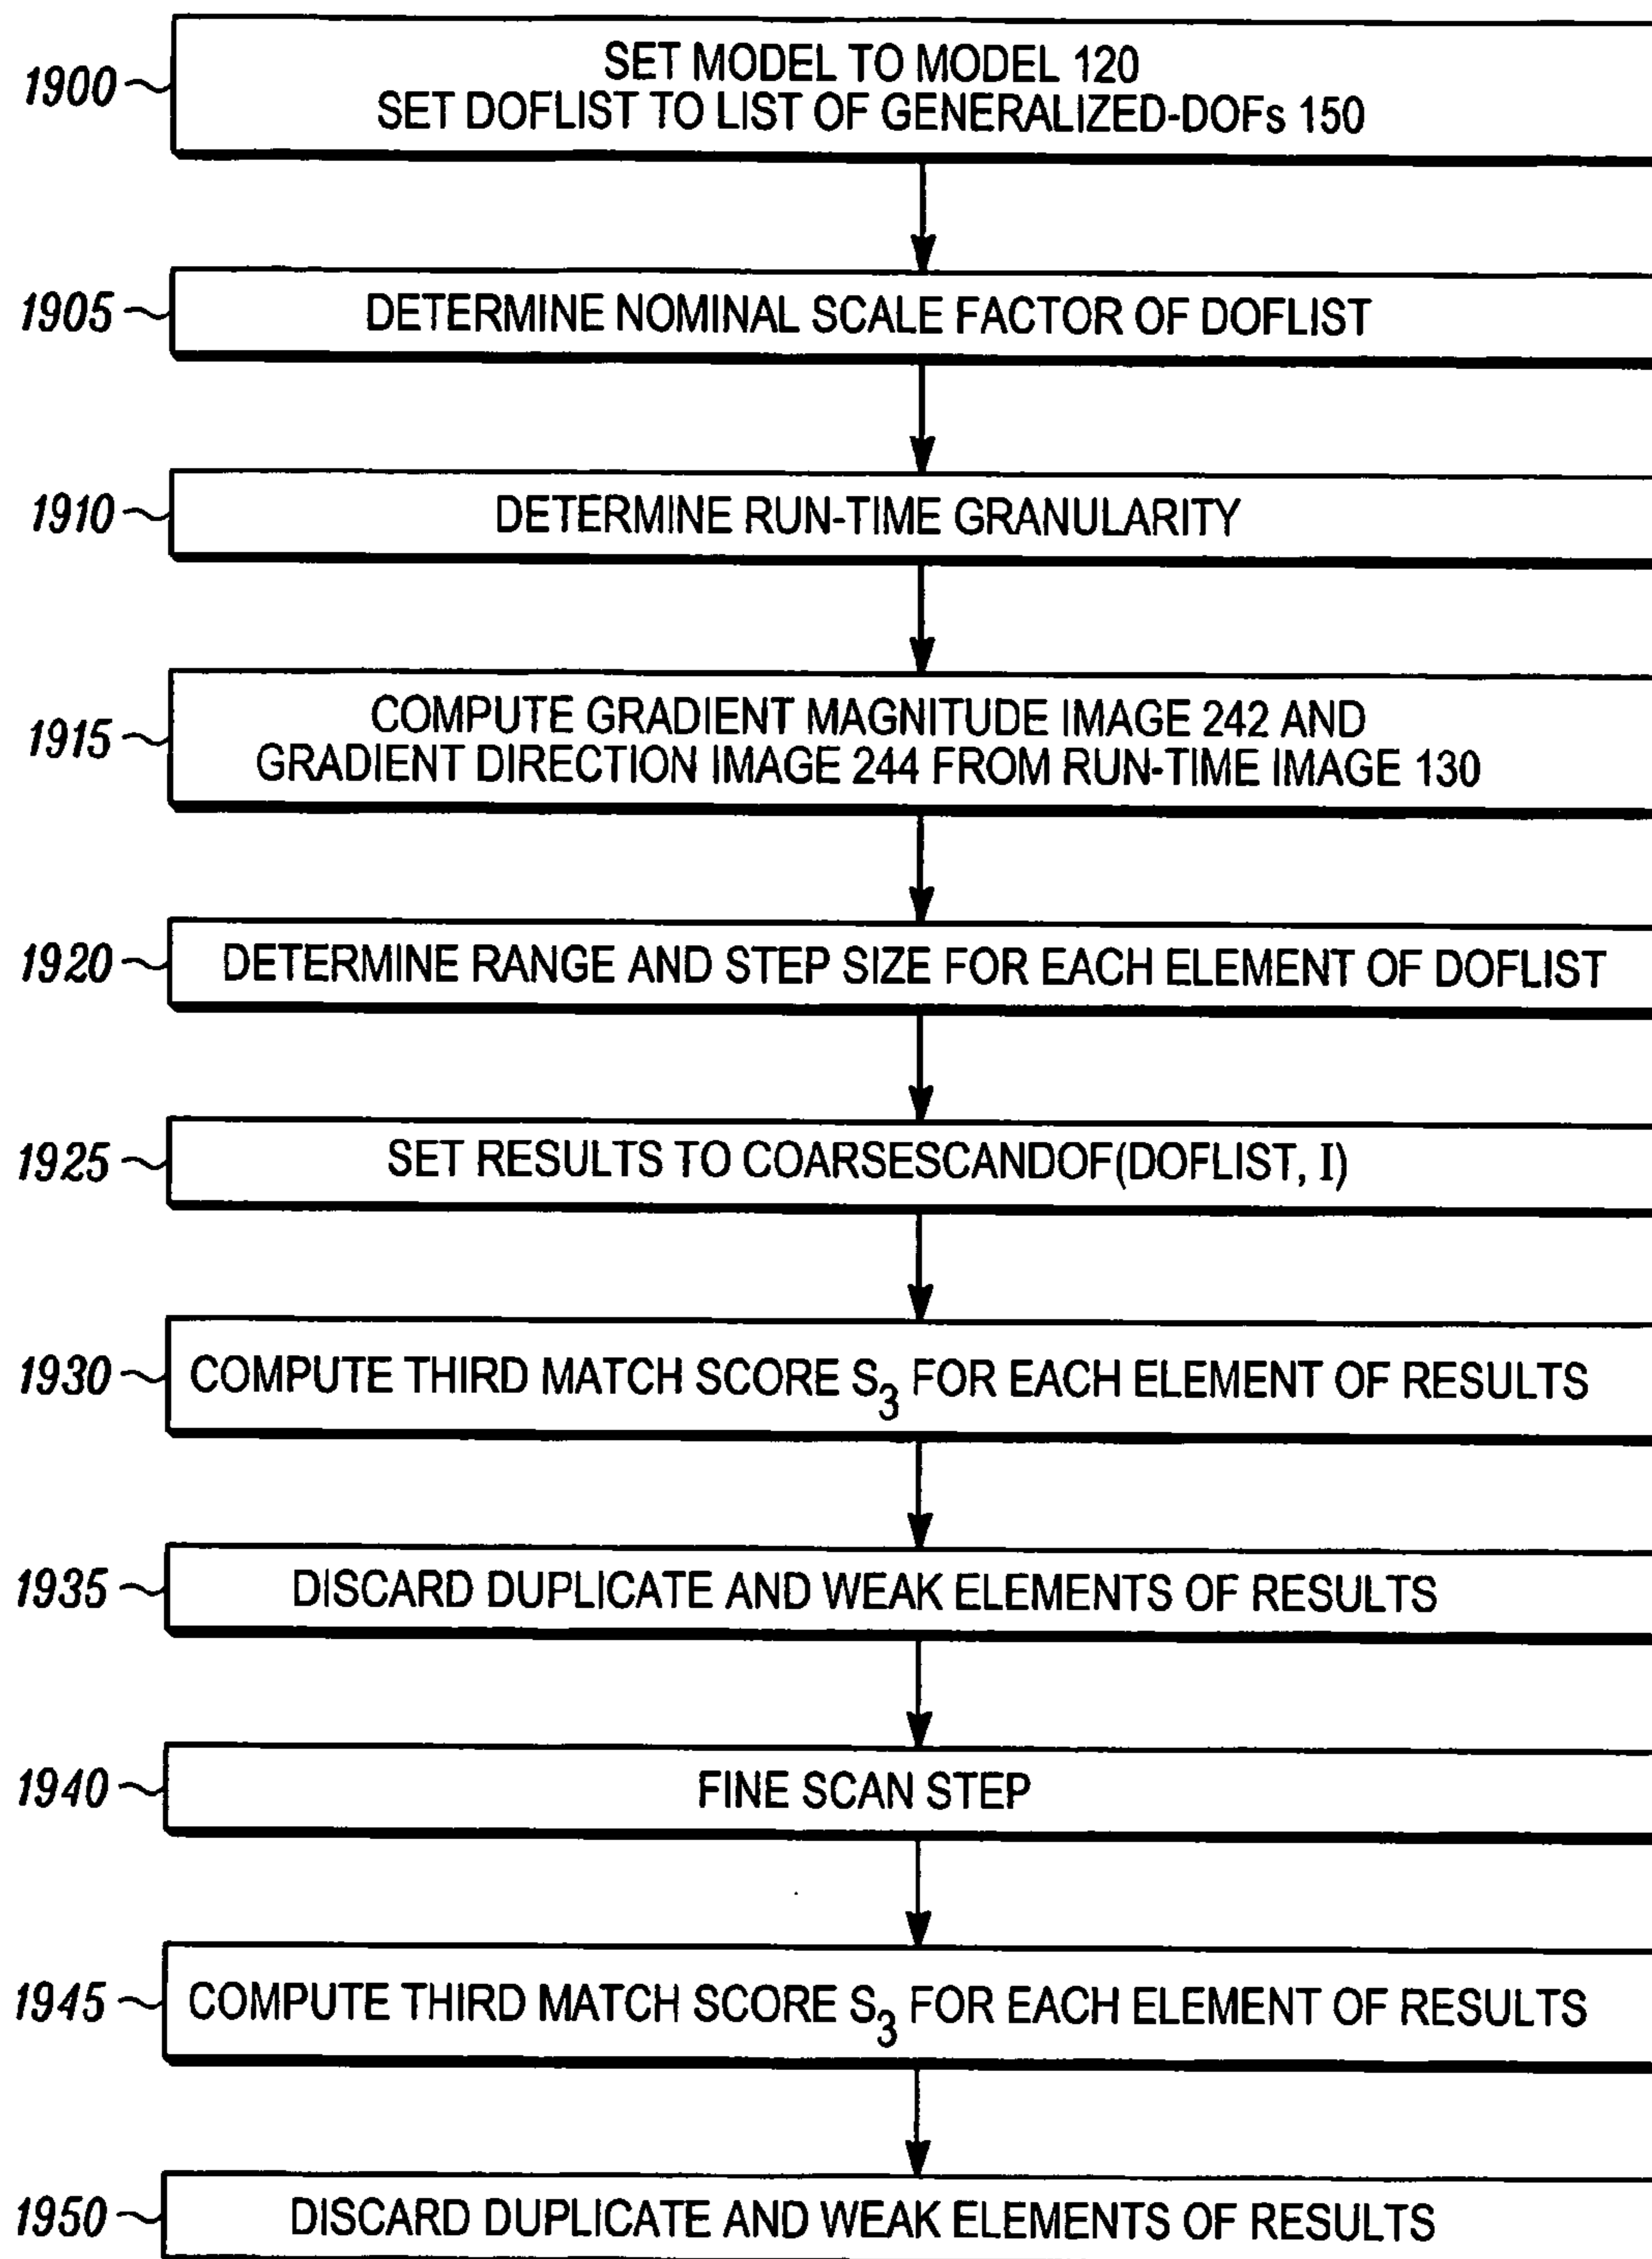 1900
SET MODEL TO MODEL 120
SET DOFLIST TO LIST OF GENERALIZED-DOFs 150
1905
DETERMINE NOMINAL SCALE FACTOR OF DOFLIST
1910
DETERMINE RUN-TIME GRANULARITY
1915
COMPUTE GRADIENT MAGNITUDE IMAGE 242 AND
GRADIENT DIRECTION IMAGE 244 FROM RUN-TIME IMAGE 130
1920
DETERMINE RANGE AND STEP SIZE FOR EACH ELEMENT OF DOFLIST
1925
SET RESULTS TO COARSESCANDOF(DOFLIST, I)
1930
COMPUTE THIRD MATCH SCORE S3 FOR EACH ELEMENT OF RESULTS
1935
DISCARD DUPLICATE AND WEAK ELEMENTS OF RESULTS
1940
FINE SCAN STEP
1945
COMPUTE THIRD MATCH SCORE S3 FOR EACH ELEMENT OF RESULTS
1950
DISCARD DUPLICATE AND WEAK ELEMENTS OF RESULTS